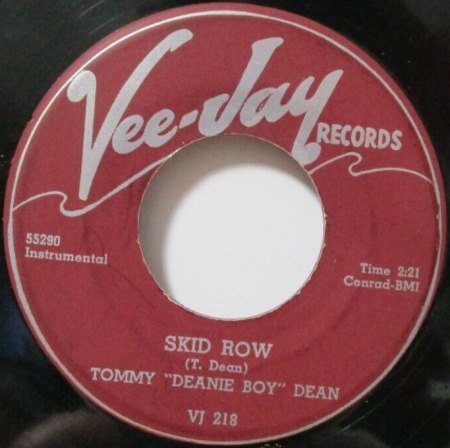 Vee-Jay
RECORDS
55290
Instrumental
Time 2:21
Conrad-BMI
SKID ROW
(T. Dean)
TOMMY "DEANIE BOY" DEAN
VJ 218